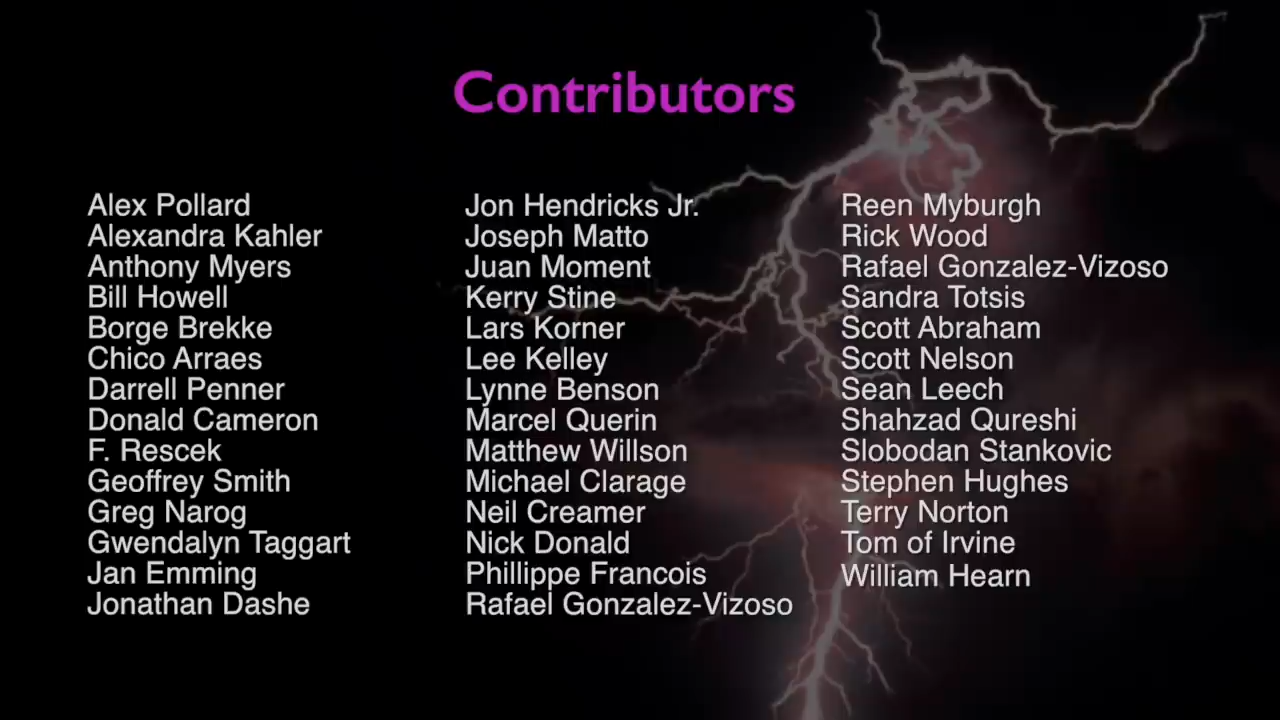 Contributors
Alex Pollard
Alexandra Kahler
Anthony Myers
Bill Howell
Borge Brekke
Chico Arraes
Darrell Penner
Donald Cameron
F. Rescek
Geoffrey Smith
Greg Narog
Gwendalyn Taggart
Jan Emming
Jonathan Dashe
Jon Hendricks Jr.
Joseph Matto
Juan Moment
Kerry Stine
Lars Korner
Lee Kelley
Lynne Benson
Marcel Querin
Matthew Willson
Michael Clarage
Neil Creamer
Nick Donald
Phillippe Francois
Rafael Gonzalez-Vizoso
Reen Myburgh
Rick Wood
Rafael Gonzalez-Vizoso
Sandra Totsis
Scott Abraham
Scott Nelson
Sean Leech
Shahzad Qureshi
Slobodan Stankovic
Stephen Hughes
Terry Norton
Tom of Irvine
William Hearn